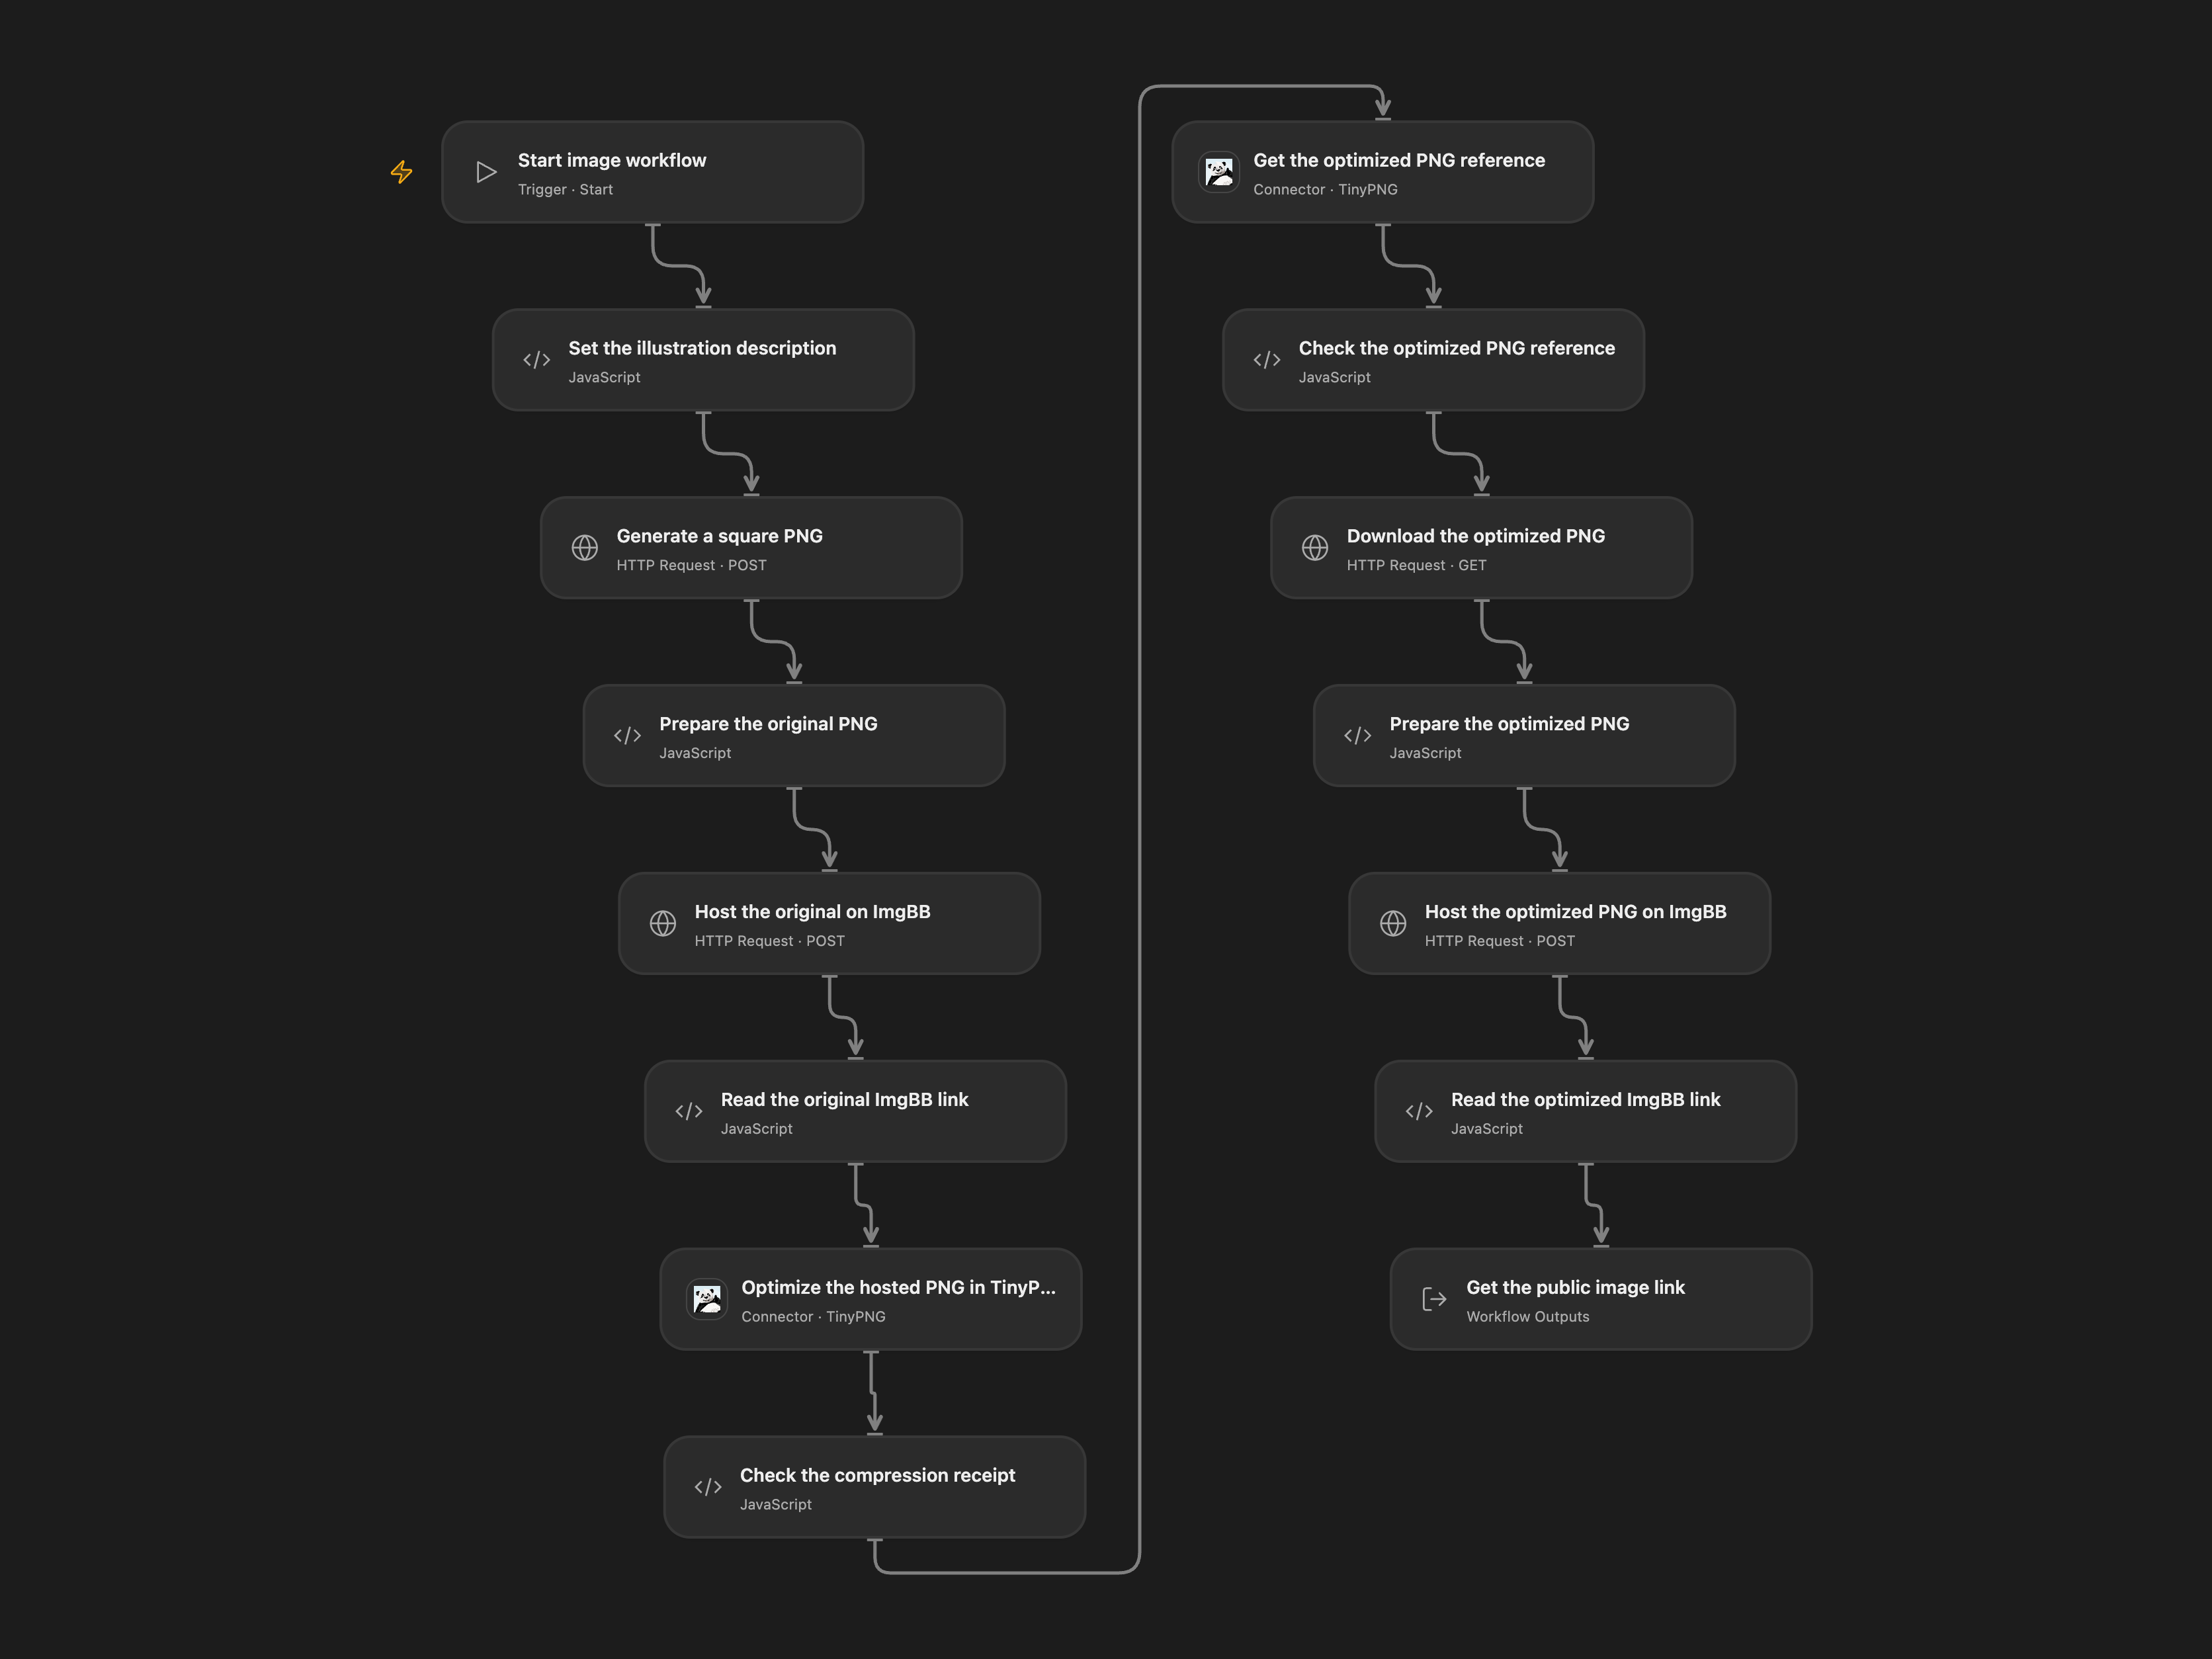 Start image workflow
Trigger · Start
Set the illustration description
JavaScript
Generate a square PNG
HTTP Request · POST
Prepare the original PNG
JavaScript
Host the original on ImgBB
HTTP Request · POST
Read the original ImgBB link
JavaScript
Optimize the hosted PNG in TinyP...
Connector · TinyPNG
Check the compression receipt
JavaScript
Get the optimized PNG reference
Connector · TinyPNG
Check the optimized PNG reference
JavaScript
Download the optimized PNG
HTTP Request · GET
Prepare the optimized PNG
JavaScript
Host the optimized PNG on ImgBB
HTTP Request · POST
Read the optimized ImgBB link
JavaScript
Get the public image link
Workflow Outputs